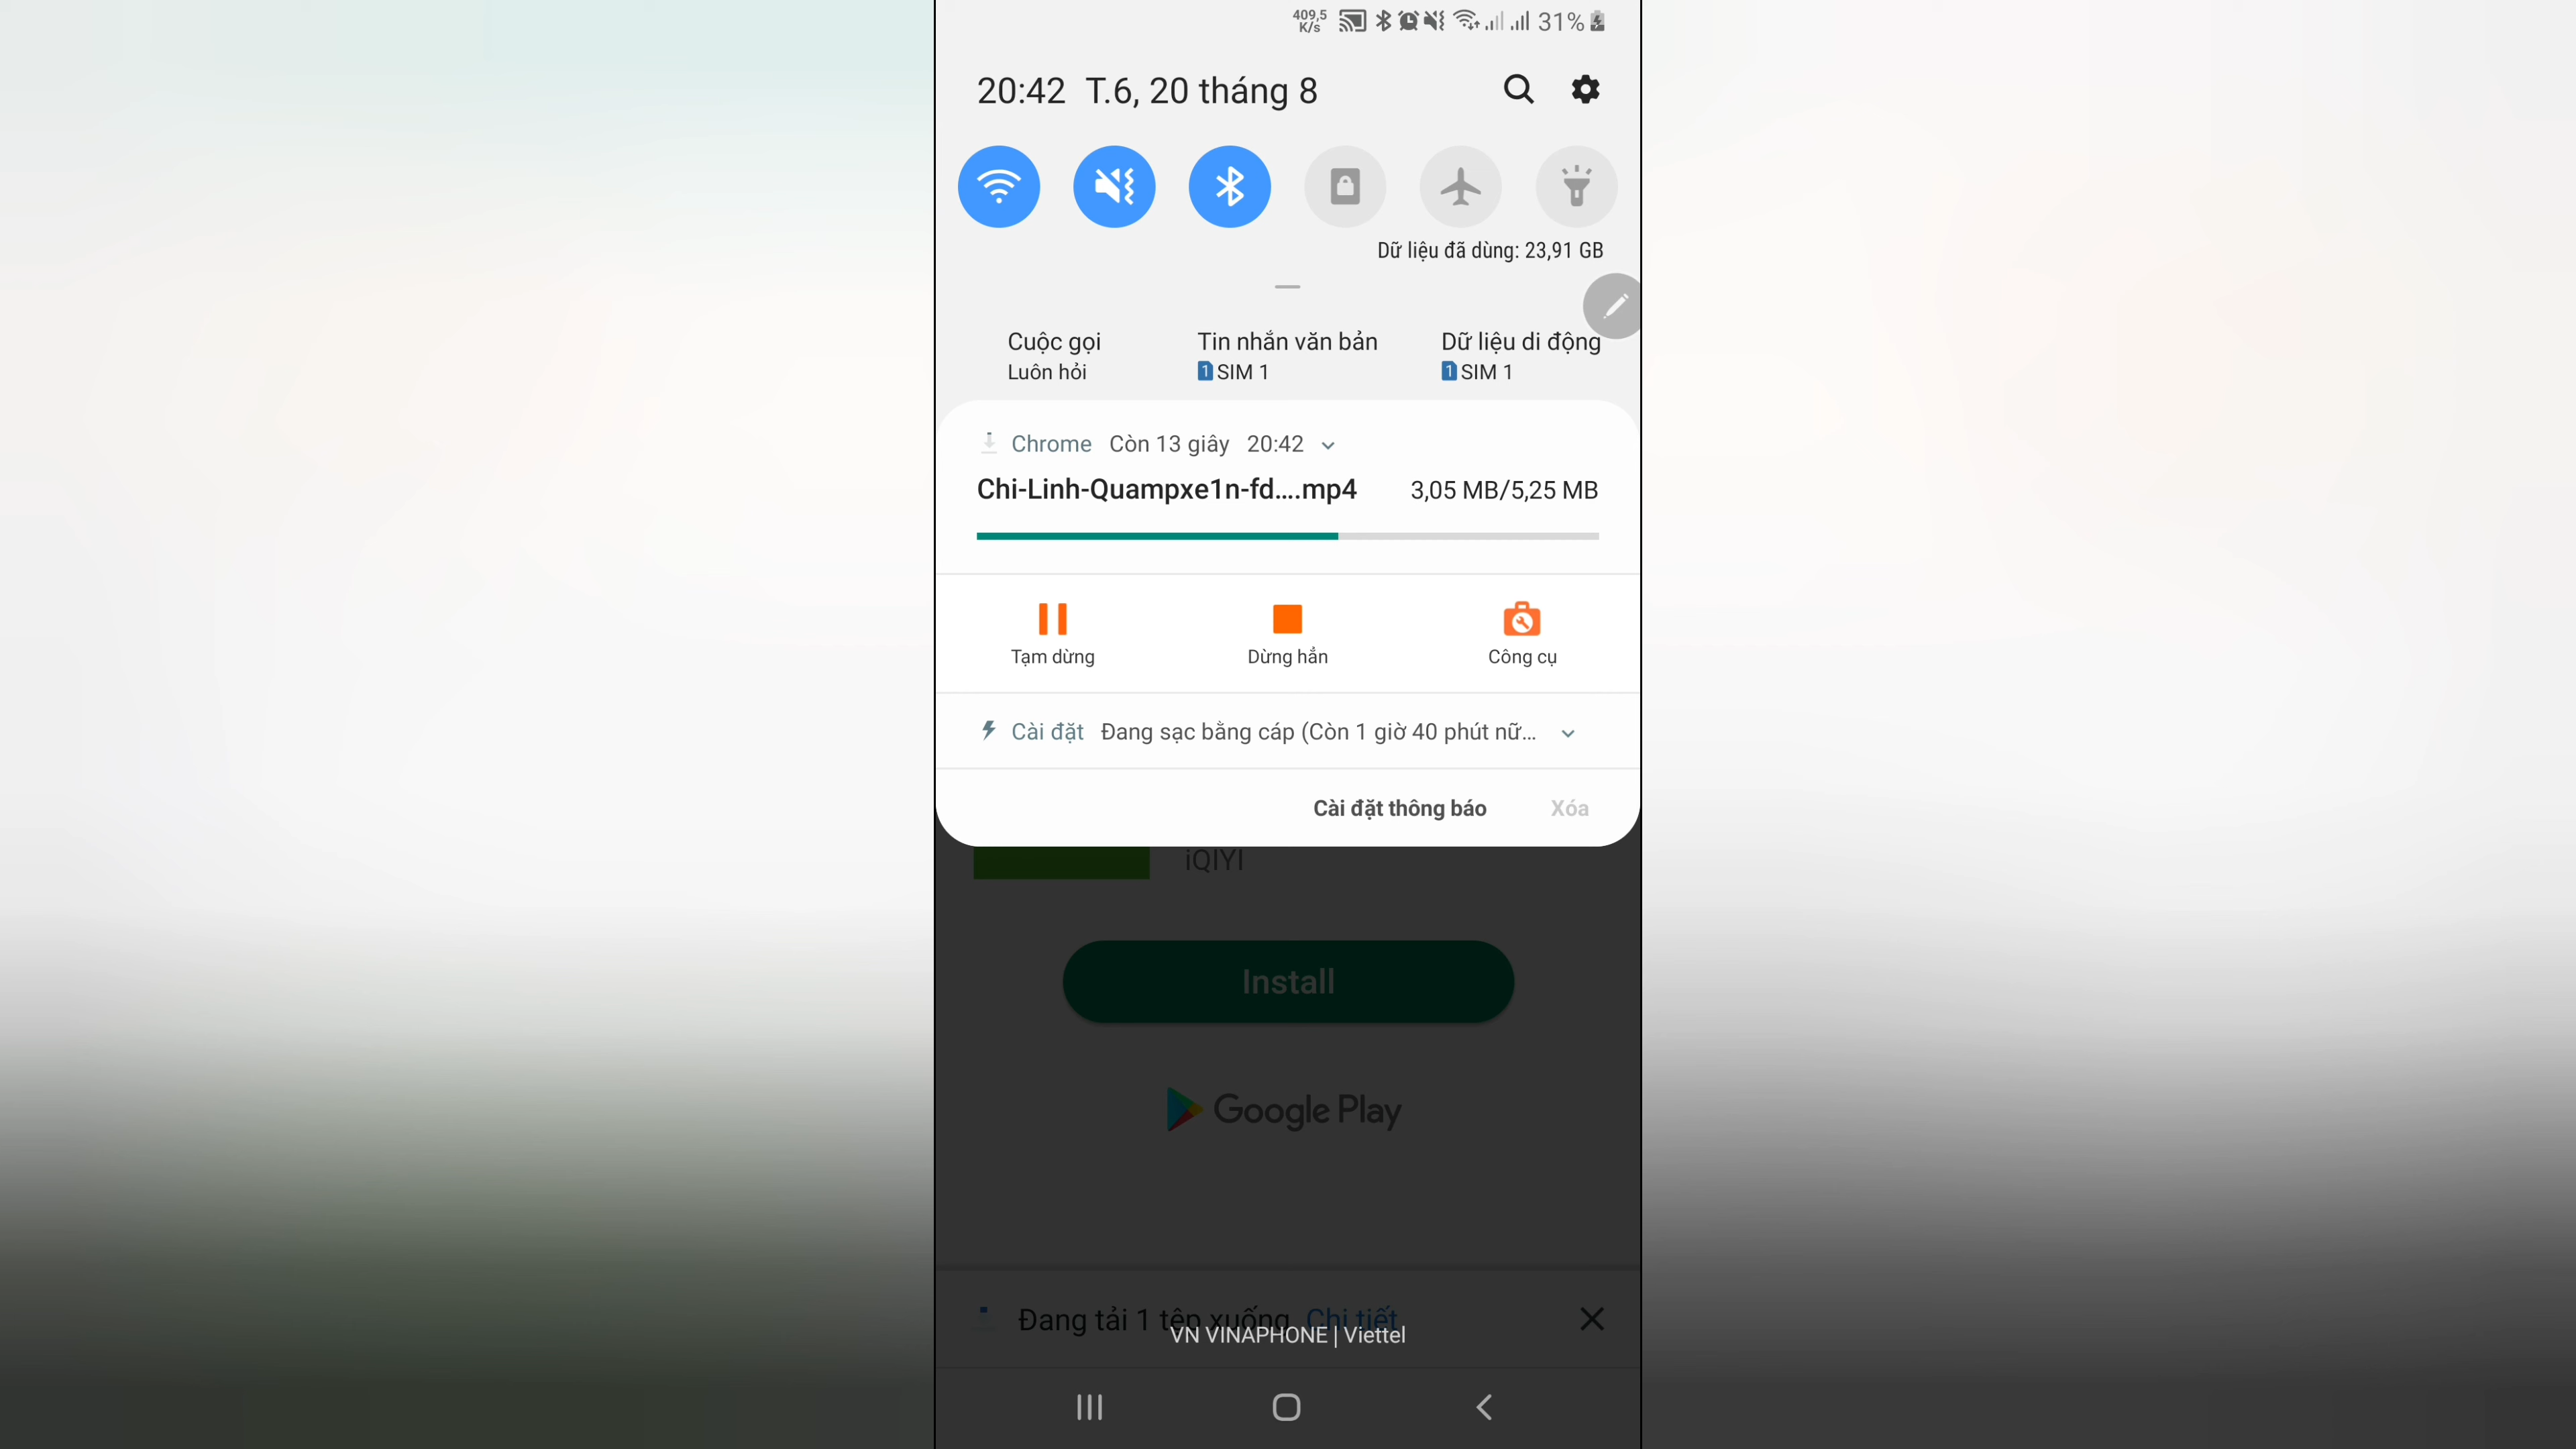 409,5
K/s
31%
20:42 T.6, 20 tháng 8
Dữ liệu đã dùng: 23,91 GB
Cuộc gọi
Luôn hỏi
Tin nhắn văn bản
1 SIM 1
Dữ liệu di động
1 SIM 1
Chrome Còn 13 giây 20:42
Chi-Linh-Quampxe1n-fd....mp4 3,05 MB/5,25 MB
Tạm dừng
Dừng hẳn
Công cụ
Cài đặt Đang sạc bằng cáp (Còn 1 giờ 40 phút nữ...
Cài đặt thông báo Xóa
iQIYI
Install
Google Play
Đang tải 1 tệp xuống Chi tiết
VN VINAPHONE | Viettel